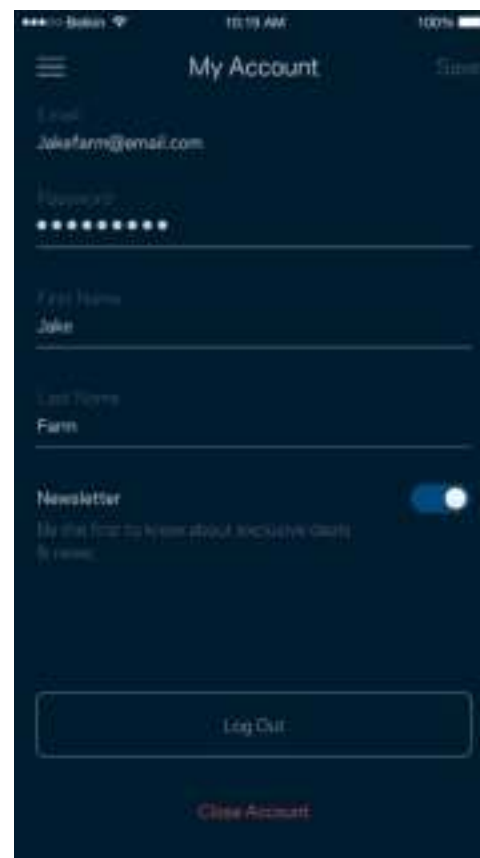 10:19 AM
100%
My Account
Save
Email
Jakefarm@email.com
Password
First Name
Jake
Last Name
Farm
Newsletter
Be the first to know about exclusive deals
& news.
Log Out
Close Account